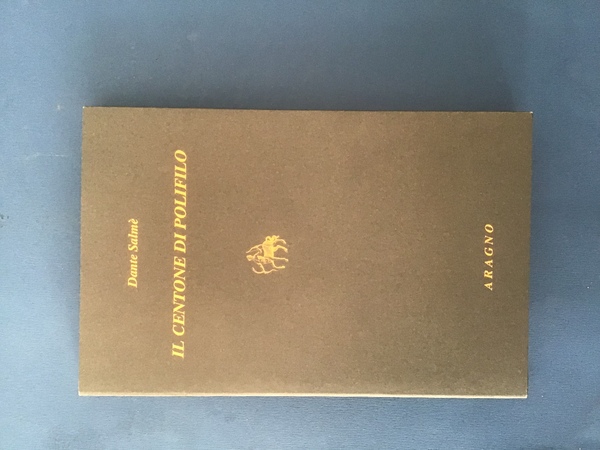 Dante Salmè
IL CENTONE DI POLIFILO
ARAGNO